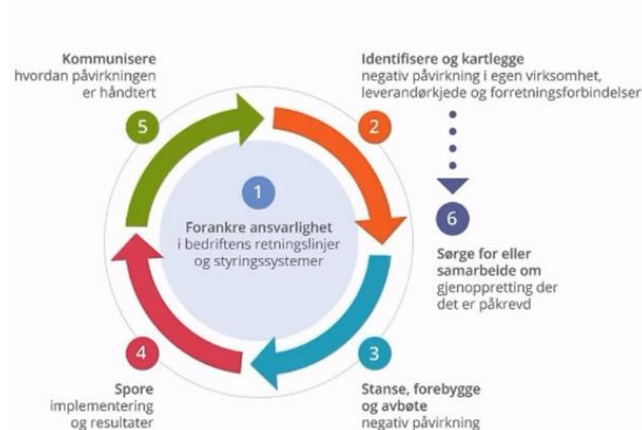 1
Forankre ansvarlighet
i bedriftens retningslinjer
og styringssystemer
2
Identifisere og kartlegge
negativ påvirkning i egen virksomhet,
leverandørkjede og forretningsforbindelser
3
Stanse, forebygge
og avbøte
negativ påvirkning
4
Spore
implementering
og resultater
5
Kommunisere
hvordan påvirkningen
er håndtert
6
Sørge for eller
samarbeide om
gjenoppretting der
det er påkrevd